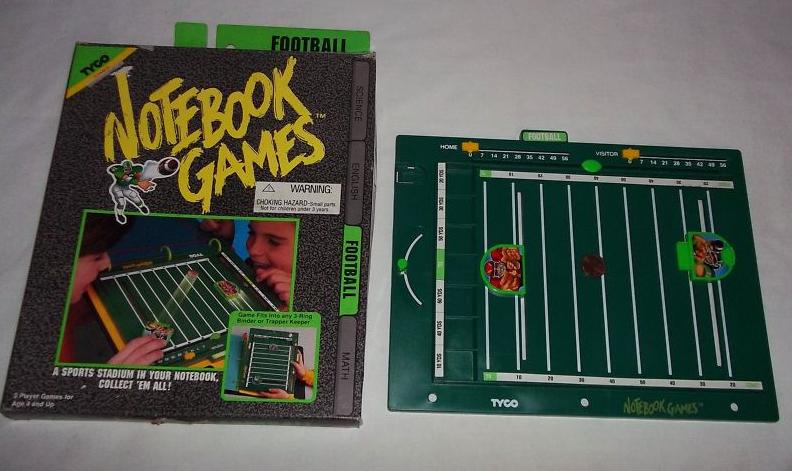 FOOTBALL
TYCO
NOTEBOOK
GAMES™
SCIENCE
ENGLISH
FOOTBALL
MATH
WARNING:
CHOKING HAZARD-Small parts.
Not for children under 3 years.
Game Fits Into any 3-Ring
Binder or Trapper Keeper
A SPORTS STADIUM IN YOUR NOTEBOOK,
COLLECT 'EM ALL!
2 Player Games for
Age 4 and Up
FOOTBALL
HOME
0 7 14 21 28 35 42 49 56
VISITOR
0 7 14 21 28 35 42 49 56
10 20 30 40 50 40 30 20
TYCO
NOTEBOOK GAMES™